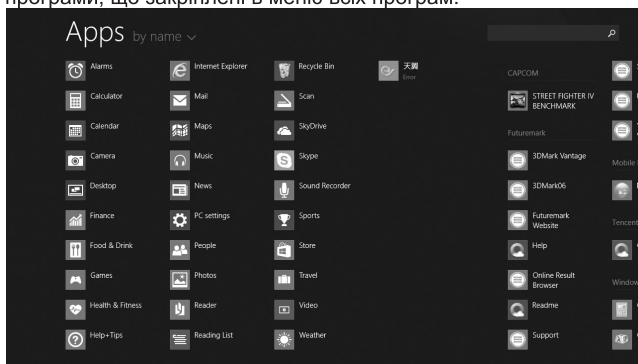 програми, що закріплені в меню всіх програм.
Apps by name
Alarms
Calculator
Calendar
Camera
Desktop
Finance
Food & Drink
Games
Health & Fitness
Help+Tips
Internet Explorer
Mail
Maps
Music
News
PC settings
People
Photos
Reader
Reading List
Recycle Bin
Scan
SkyDrive
Skype
Sound Recorder
Sports
Store
Travel
Video
Weather
天翼
Error
CAPCOM
STREET FIGHTER IV
BENCHMARK
Futuremark
3DMark Vantage
3DMark06
Futuremark
Website
Help
Online Result
Browser
Readme
Support
Mobile
Tencent
Window